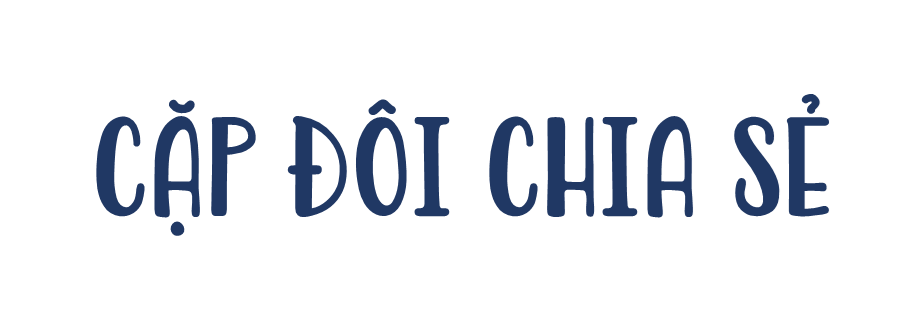 CẶP ĐÔI CHIA SẺ